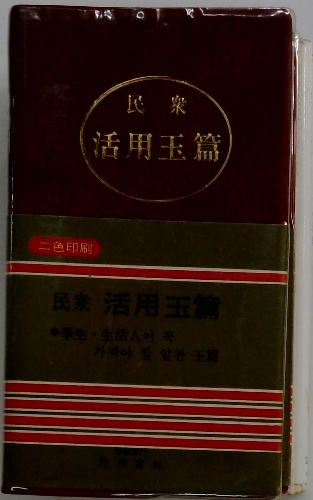 民衆
活用玉篇
二色印刷
民衆 活用玉篇
●學生·生活人이 꼭
가져야 할 알찬 玉篇
民衆書林